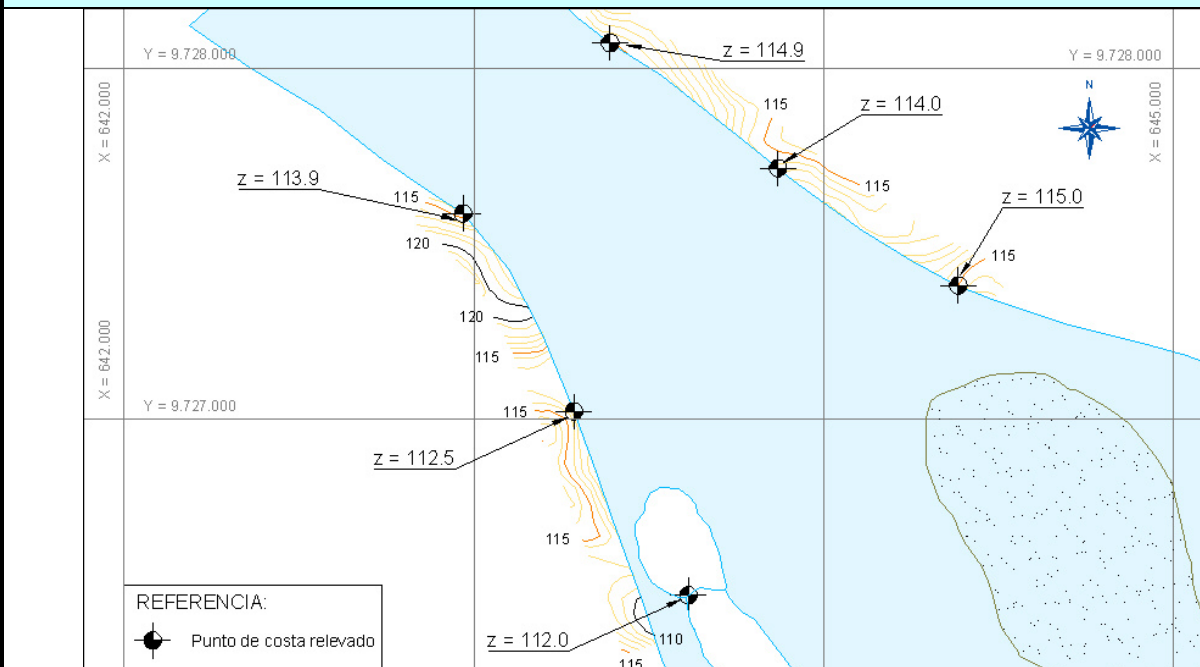 z = 114.9
Y = 9.728.000
Y = 9.728.000
N
X = 642.000
X = 645.000
115
z = 114.0
z = 113.9
115
115
z = 115.0
120
115
120
X = 642.000
115
Y = 9.727.000
115
z = 112.5
115
REFERENCIA:
Punto de costa relevado
z = 112.0
110
115